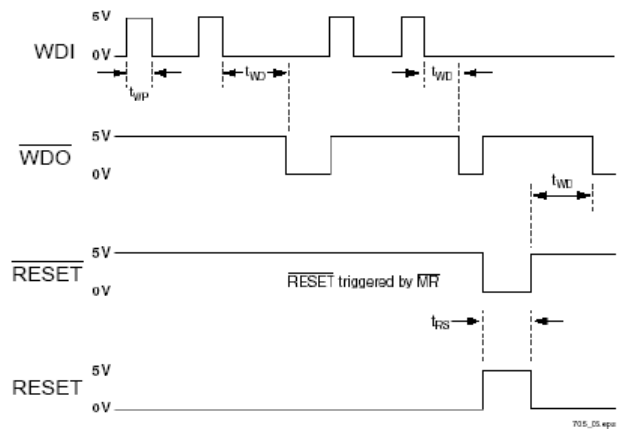 5V
WDI
0V
tWP
tWD
tWD
5V
WDO
0V
tWD
5V
RESET
0V
RESET triggered by MR
tRS
5V
RESET
0V
705_05.eps